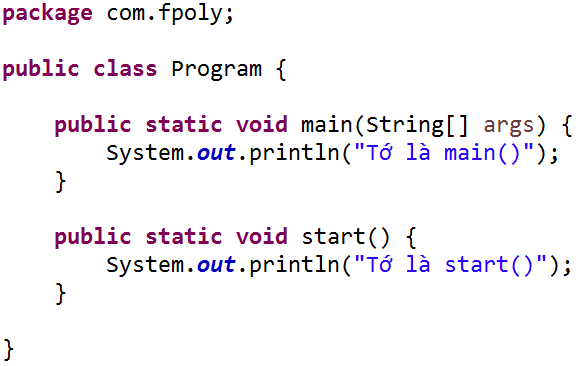 package com.fpoly;
public class Program {
public static void main(String[] args) {
System.out.println("Tớ là main()");
}
public static void start() {
System.out.println("Tớ là start()");
}
}